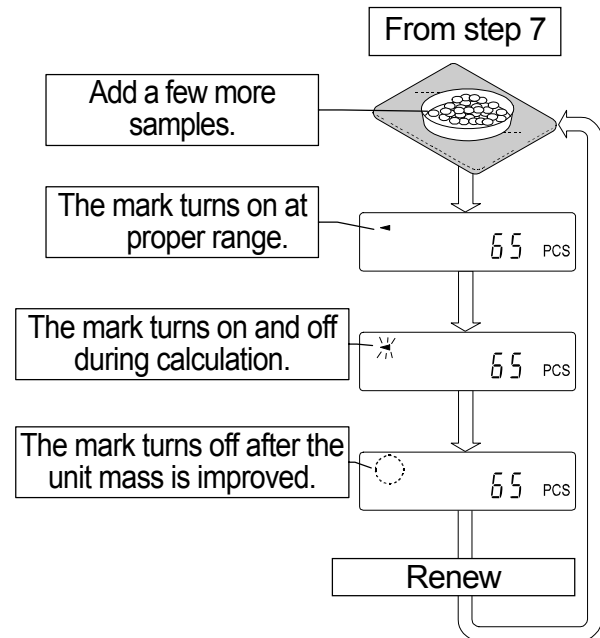 From step 7
Add a few more
samples.
The mark turns on at
proper range.
65 PCS
The mark turns on and off
during calculation.
65 PCS
The mark turns off after the
unit mass is improved.
65 PCS
Renew